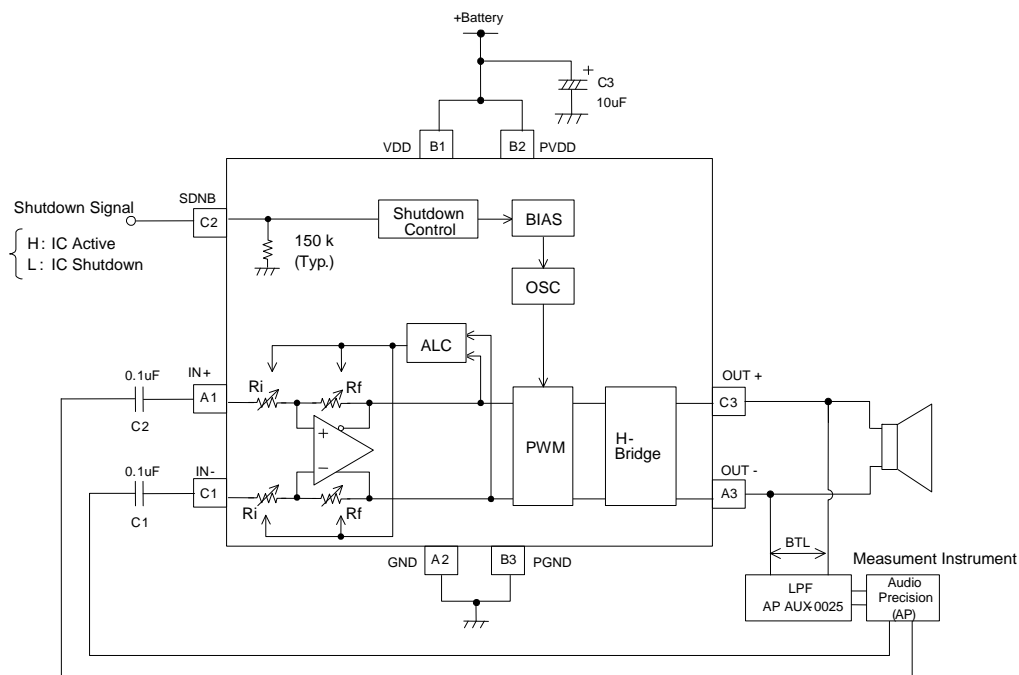 +Battery
+
C3
10uF
VDD
B1
B2
PVDD
SDNB
Shutdown Signal
C2
H : IC Active
L : IC Shutdown
150 k
(Typ.)
Shutdown
Control
BIAS
OSC
ALC
0.1uF
IN+
A1
C2
Ri
Rf
+
−
PWM
H-
Bridge
OUT +
C3
0.1uF
IN-
C1
C1
Ri
Rf
OUT -
A3
GND
A2
B3
PGND
BTL
Measument Instrument
LPF
AP AUX-0025
Audio
Precision
(AP)